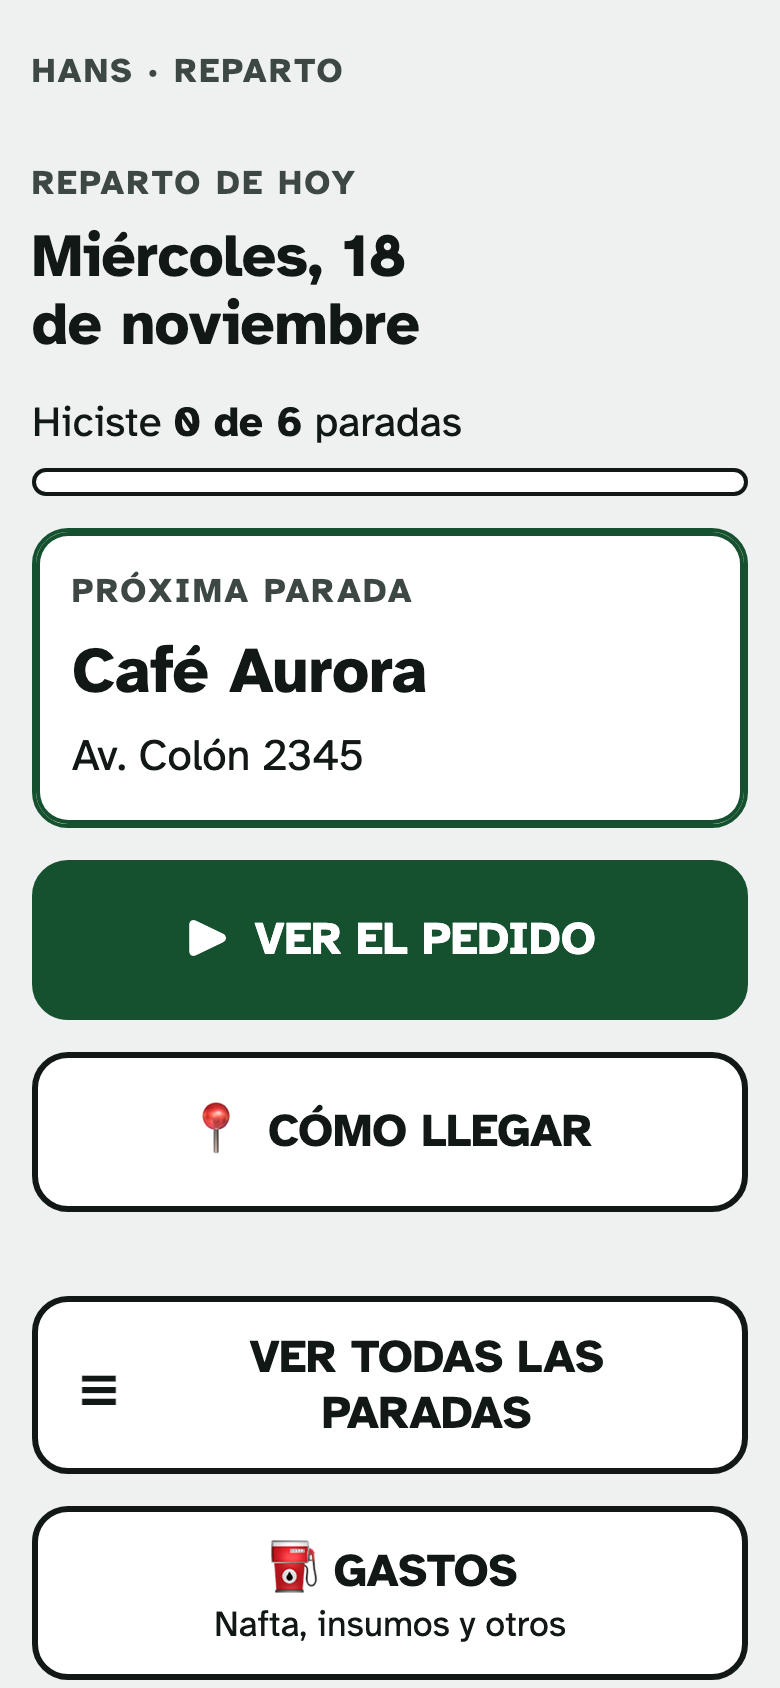 HANS · REPARTO
REPARTO DE HOY
Miércoles, 18
de noviembre
Hiciste 0 de 6 paradas
PRÓXIMA PARADA
Café Aurora
Av. Colón 2345
VER EL PEDIDO
CÓMO LLEGAR
VER TODAS LAS
PARADAS
GASTOS
Nafta, insumos y otros